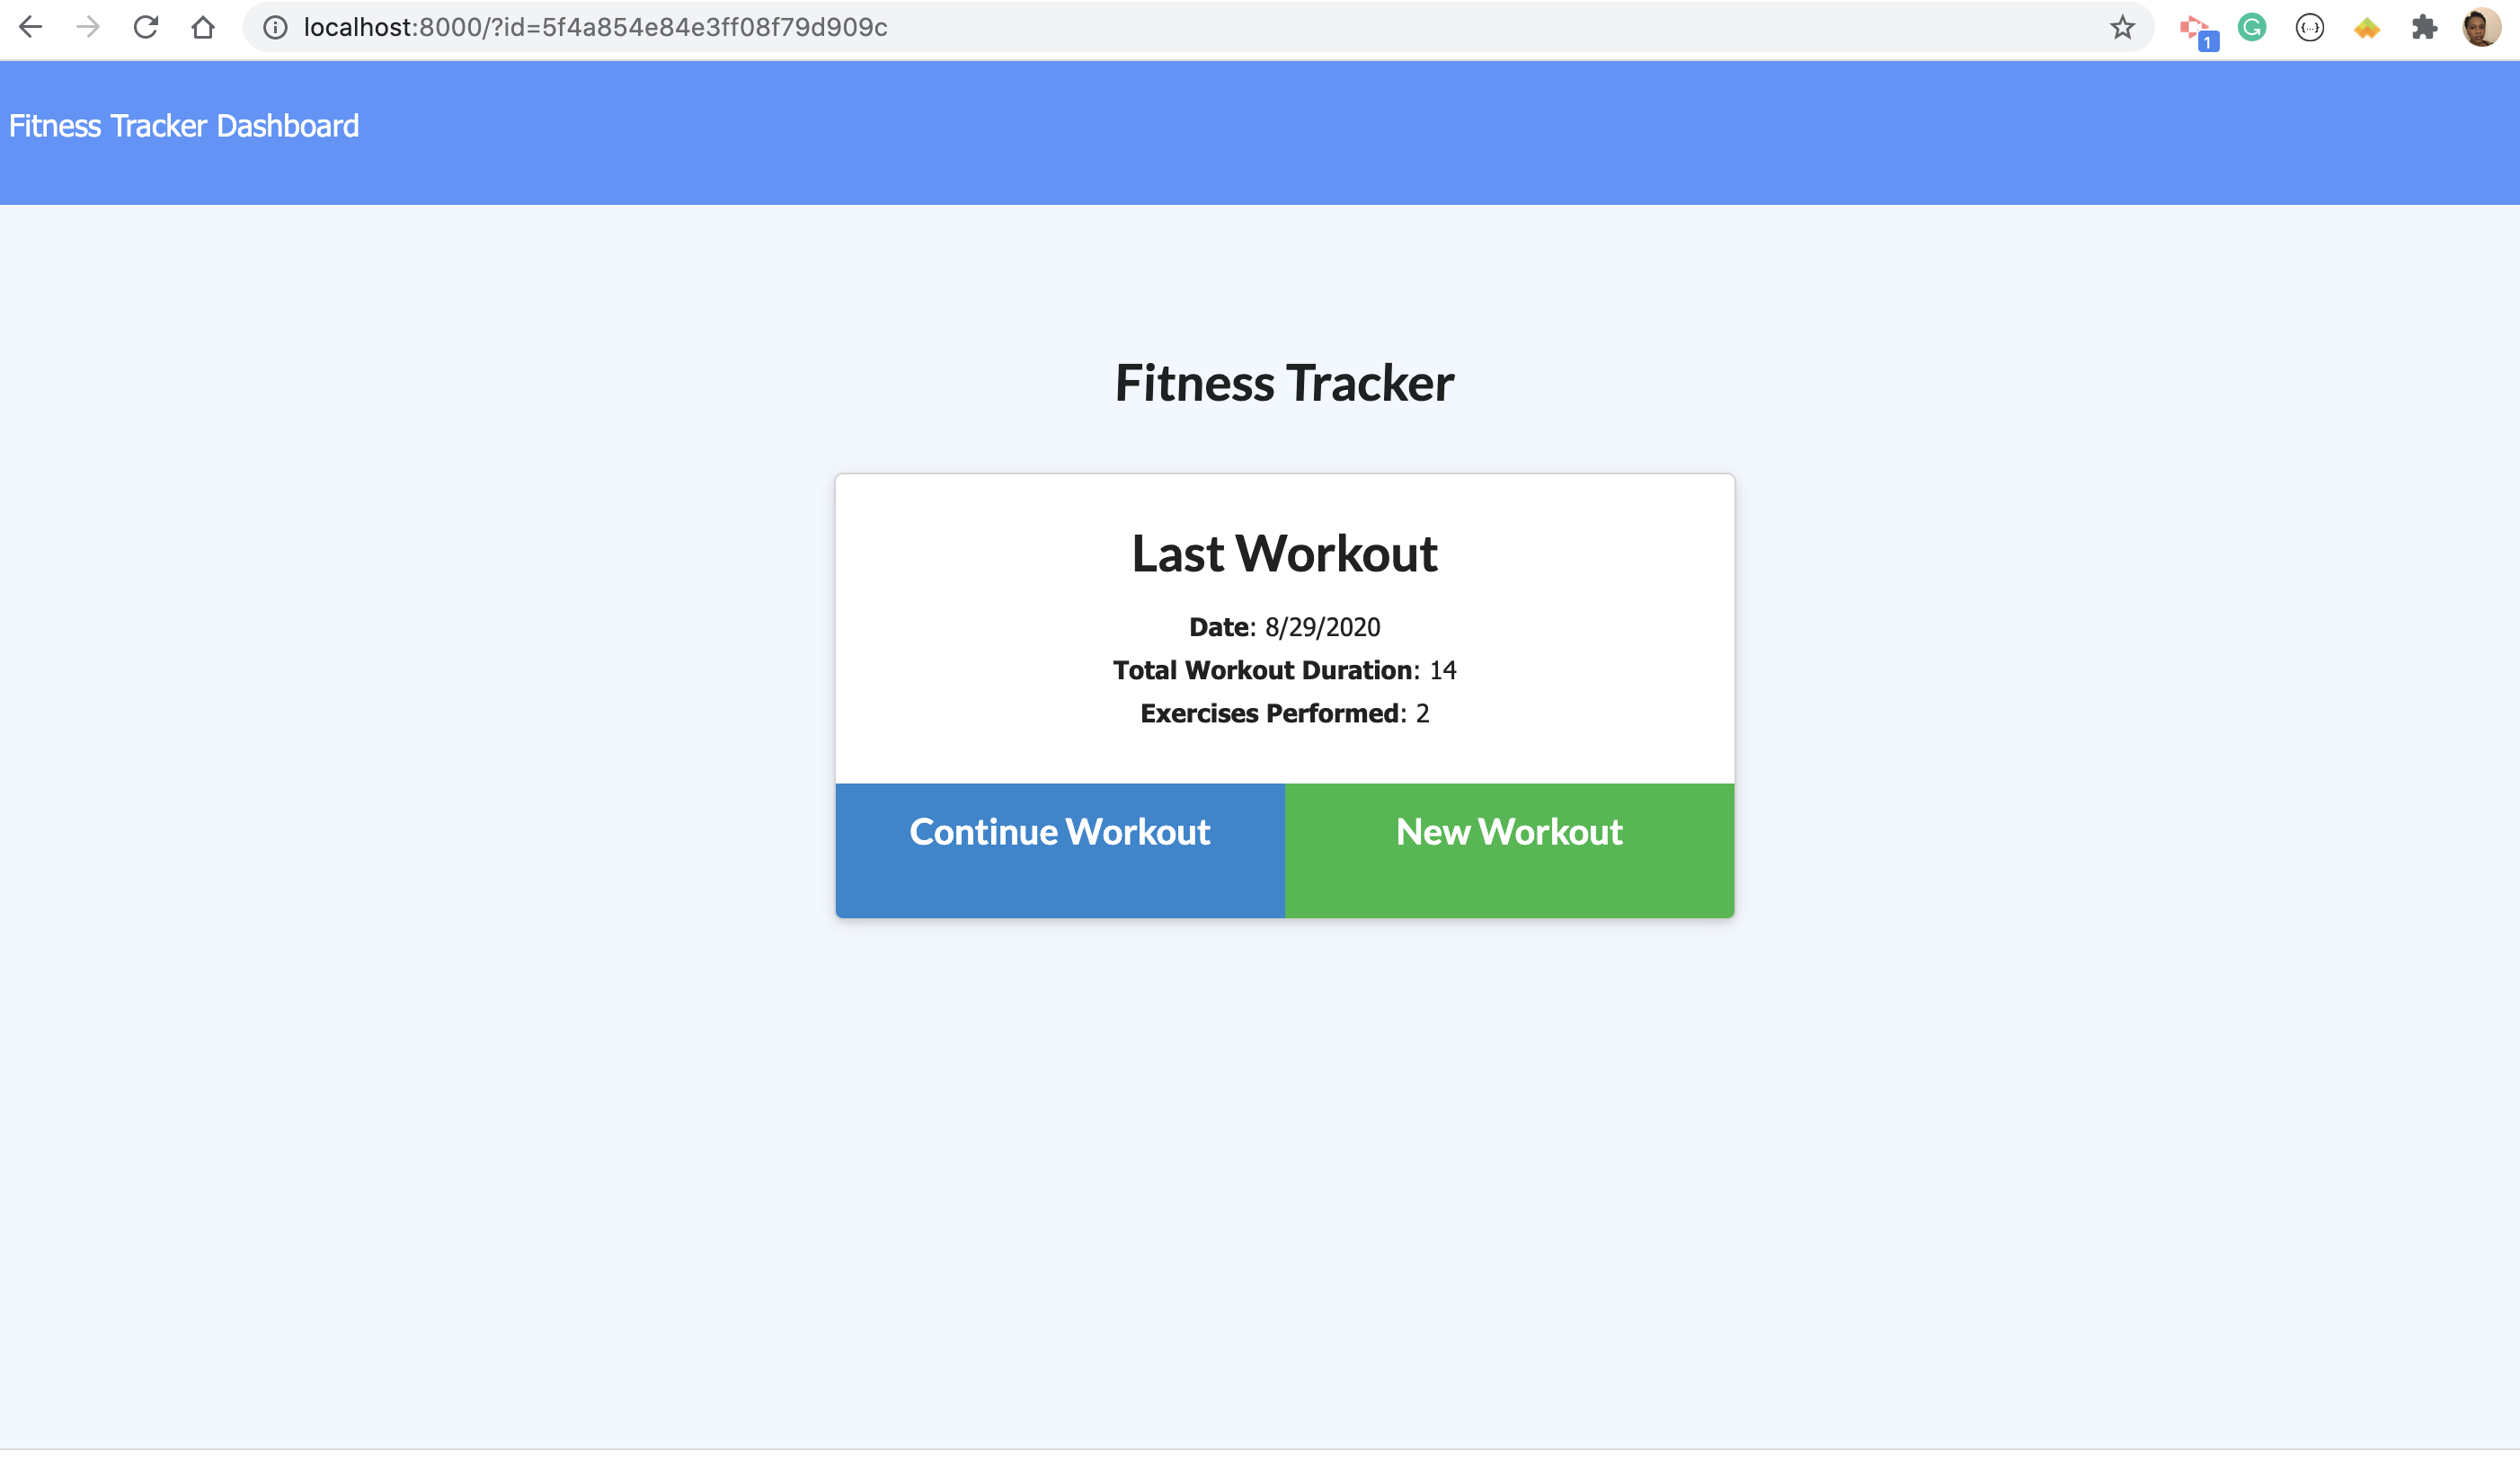 localhost:8000/?id=5f4a854e84e3ff08f79d909c
1
{...}
Fitness Tracker Dashboard
Fitness Tracker
Last Workout
Date: 8/29/2020
Total Workout Duration: 14
Exercises Performed: 2
Continue Workout
New Workout